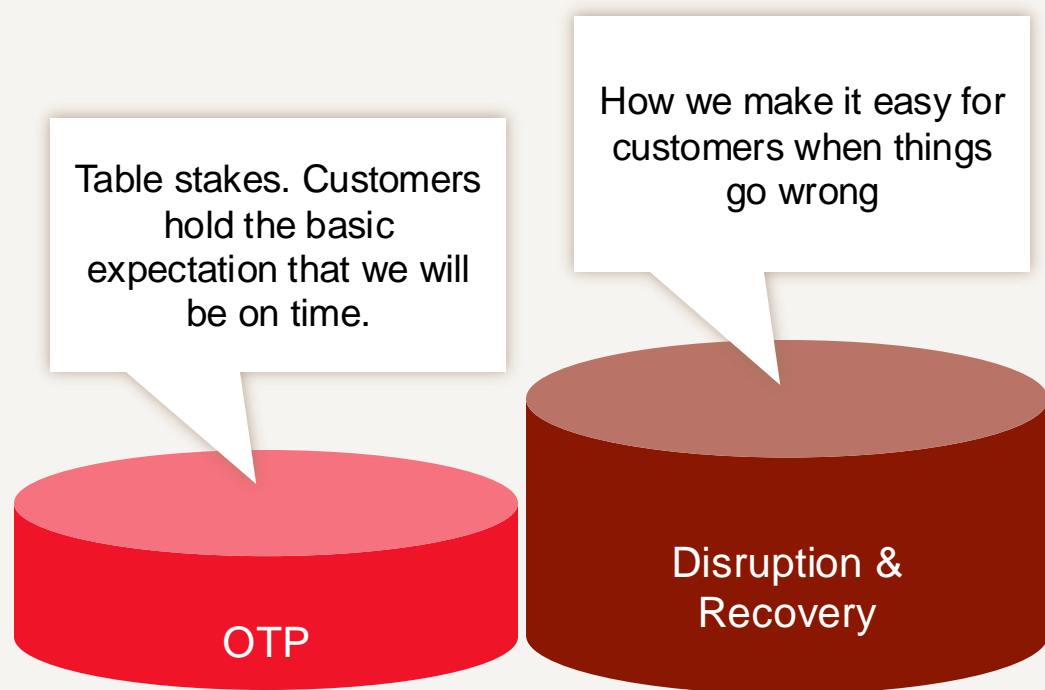 Table stakes. Customers
hold the basic
expectation that we will
be on time.
How we make it easy for
customers when things
go wrong
OTP
Disruption &
Recovery